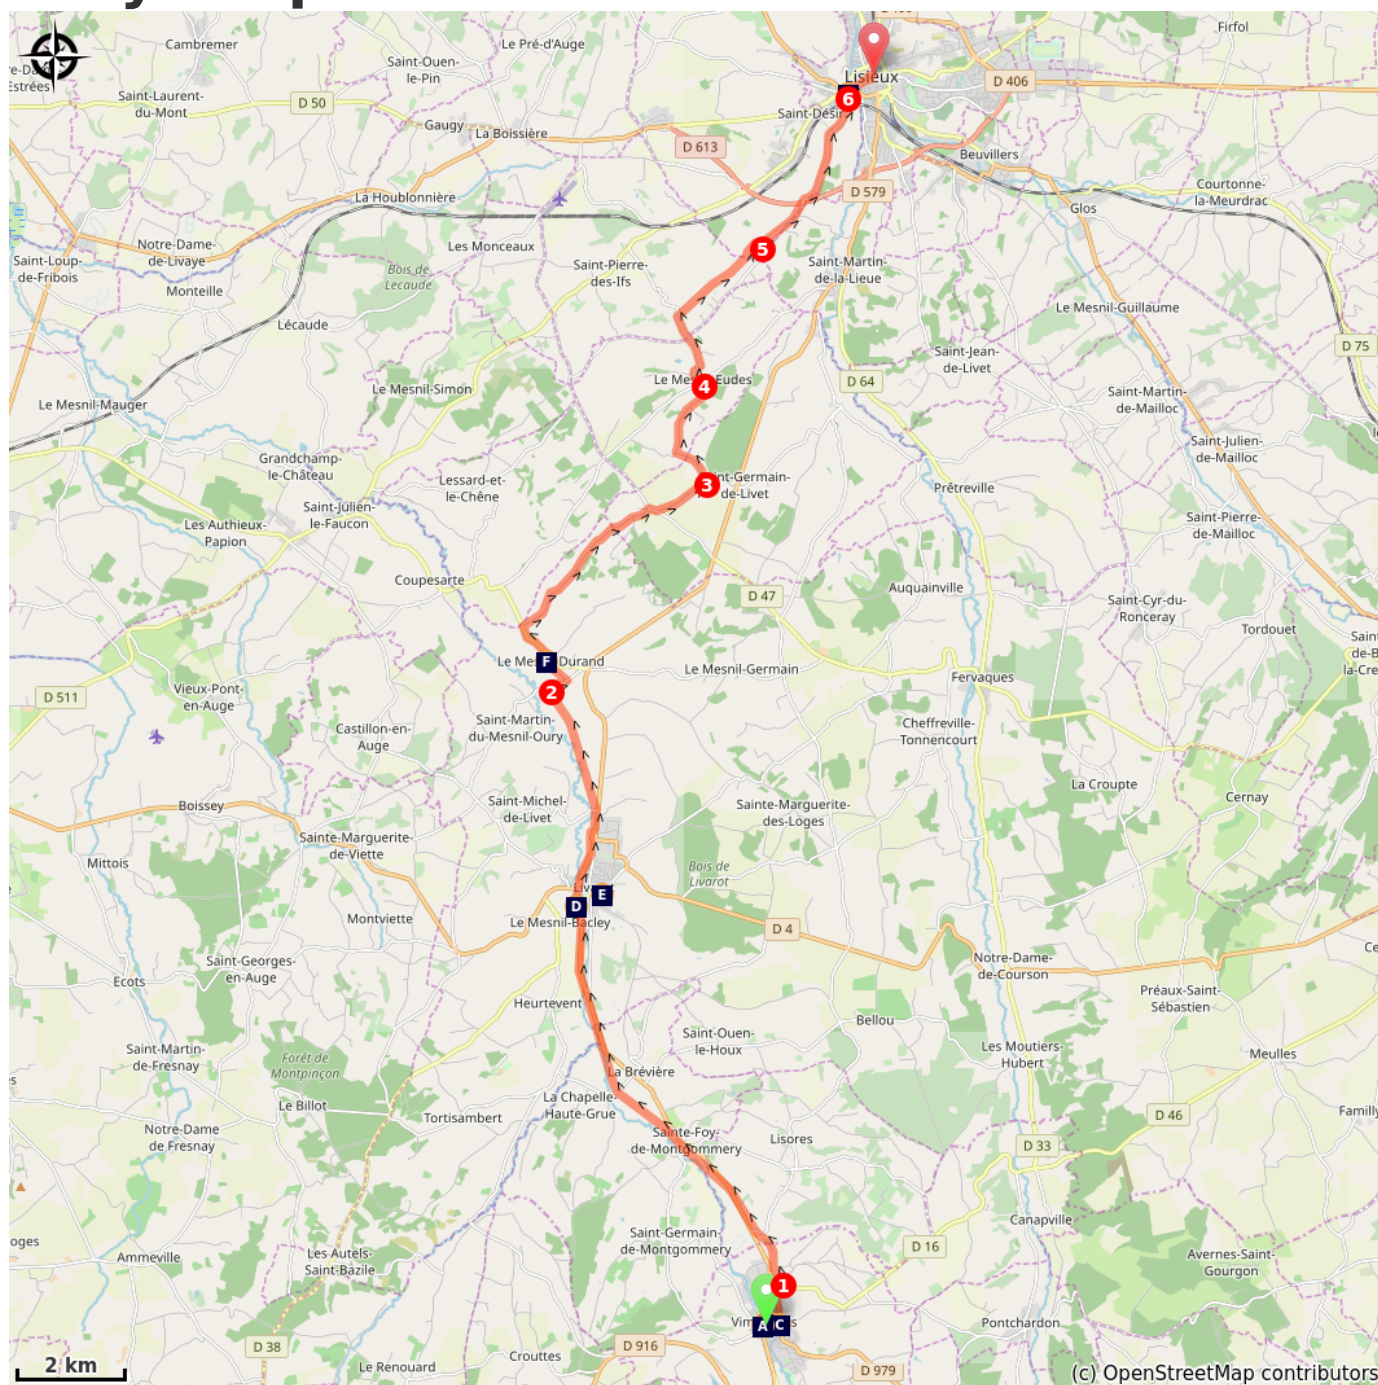 D 406
Cambremer
Le Pré-d'Auge
Firfol
Saint-Ouen-
le-Pin
Lisieux
D 406
Saint-Laurent-
du-Mont
D 50
6
Gaugy
La Boissière
D 613
Beuvillers
La Houblonnière
D 579
Courtonne-
la-Meurdrac
Glos
Notre-Dame-
de-Livaye
Les Monceaux
5
Saint-Loup-
de-Fribois
Bois de
Lecaude
Saint-Pierre-
des-Ifs
Saint-Martin-
de-la-Lieue
Monteille
Le Mesnil-Guillaume
Lécaude
D 75
Saint-Jean-
de-Livet
4
D 64
Le Mesnil-Simon
Saint-Martin-
de-Mailloc
Le Mesnil-Mauger
Saint-Julien-
de-Mailloc
Grandchamp-
le-Château
Lessard-et-
le-Chêne
3
de-Livet
Prêtreville
Saint-Julien-
le-Faucon
Les Authieux-
Papion
Saint-Pierre-
de-Mailloc
Coupesarte
Auquainville
D 47
Saint-Cyr-du-
Ronceray
Tordouet
F
Durand
Le Mesnil-Germain
Fervaques
D 511
Vieux-Pont-
en-Auge
2
Saint-Martin-
du-Mesnil-Oury
Castillon-en-
Auge
Cheffreville-
Tonnencourt
La Croupte
Cernay
Boissey
Saint-Michel-
de-Livet
Sainte-Marguerite-
des-Loges
Sainte-Marguerite-
de-Viette
Mittois
Bois de
Livarot
E
D
Le Mesnil-Bacley
Montviette
D 4
Saint-Georges-
en-Auge
Notre-Dame-
de-Courson
Ecots
Préaux-Saint-
Sébastien
Heurtevent
Bellou
Saint-Ouen-
le-Houx
Saint-Martin-
de-Fresnay
Forêt de
Montpinçon
Les Moutiers-
Hubert
Meulles
La Brévière
La Chapelle-
Haute-Grue
Le Billot
Tortisambert
D 46
Notre-Dame
de Fresnay
Sainte-Foy-
de-Montgommery
Lisores
D 33
Canapville
Saint-Germain-
de-Montgommery
D 16
Ammeville
Les Autels-
Saint-Bazile
Avernes-Saint-
Gourgon
1
A
C
Pontchardon
D 38
D 916
Crouttes
Le Renouard
D 979
2 km
(c) OpenStreetMap contributors